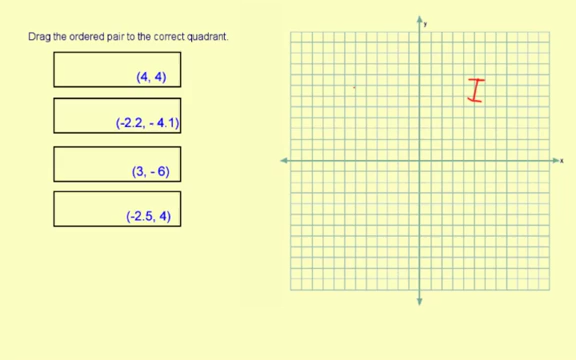 Drag the ordered pair to the correct quadrant.
(4, 4)
(-2.2, - 4.1)
(3, - 6)
(-2.5, 4)
y
I
x